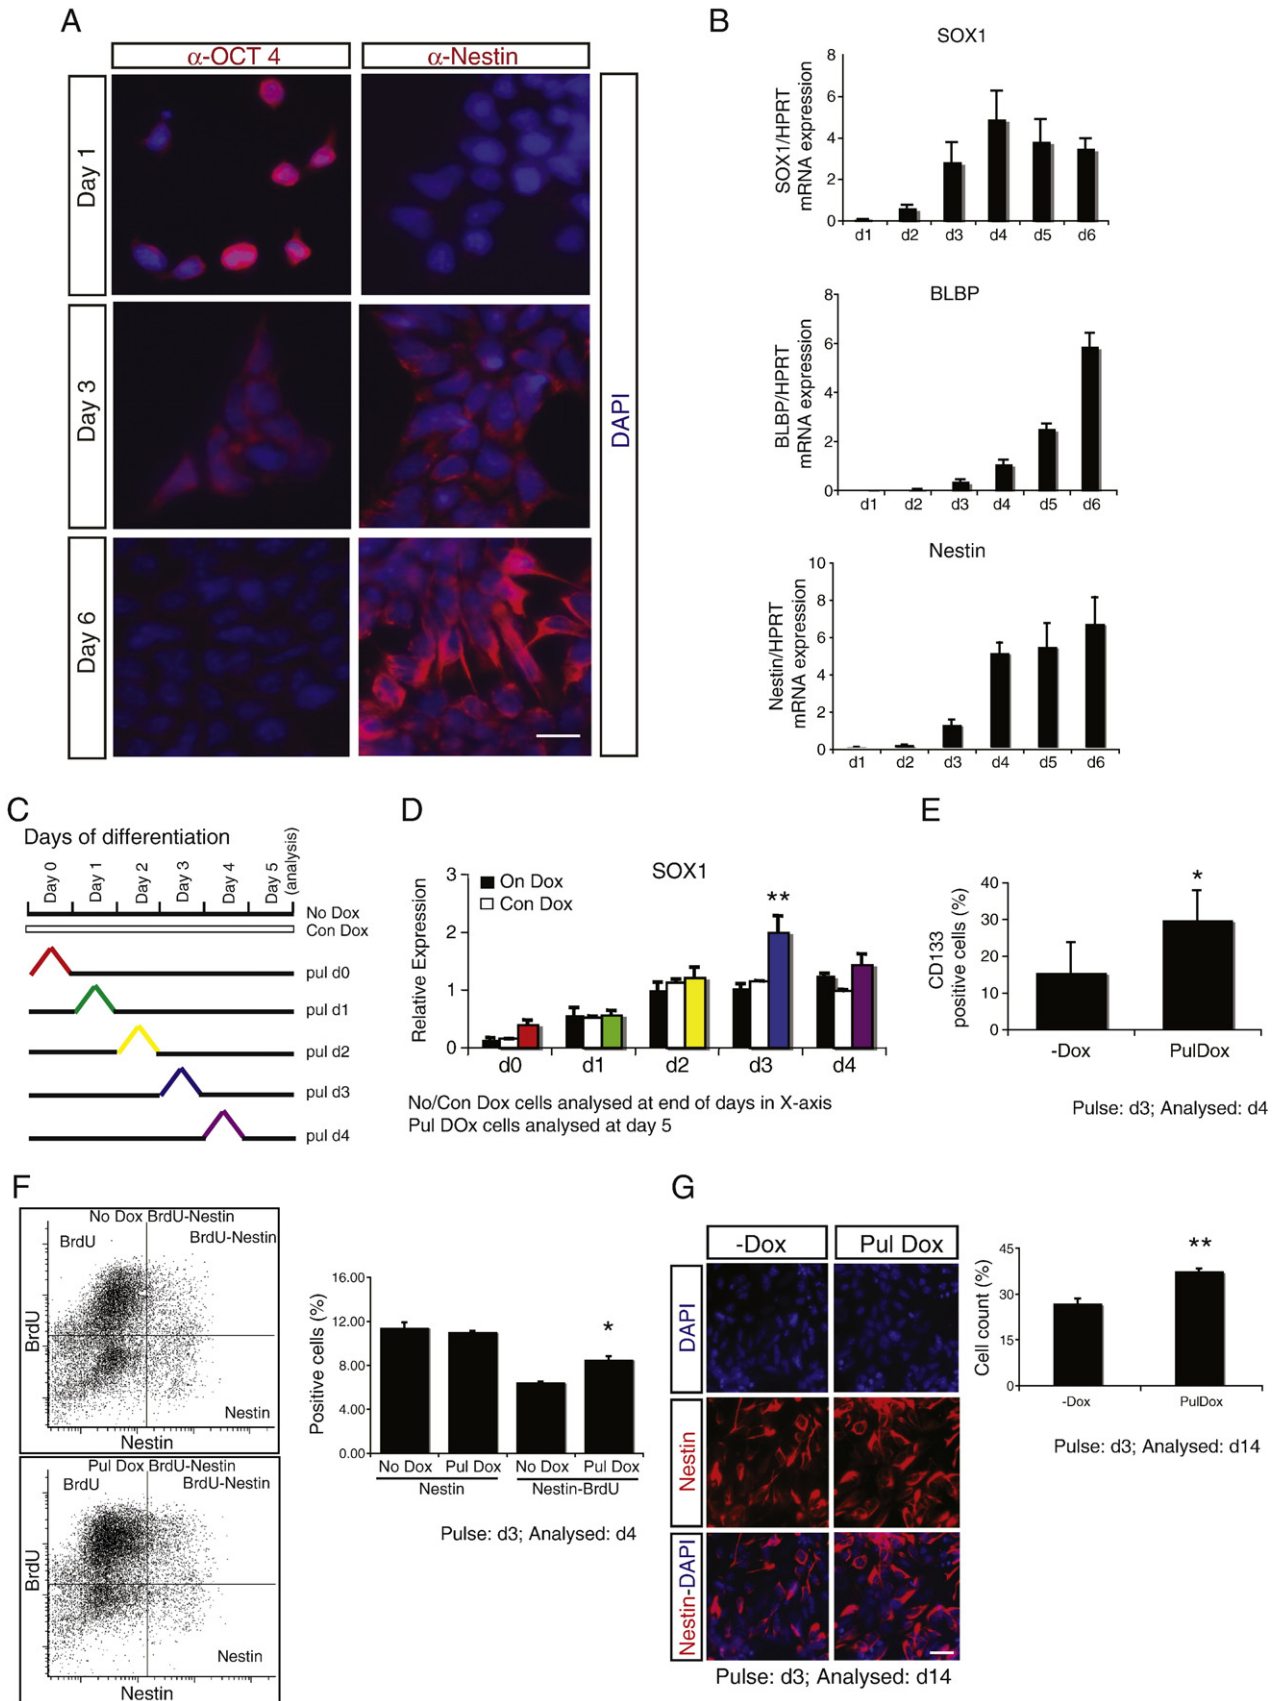 A
α-OCT 4
α-Nestin
Day 1
Day 3
Day 6
DAPI
B
SOX1
SOX1/HPRT
mRNA expression
8
6
4
2
0
d1 d2 d3 d4 d5 d6
BLBP
BLBP/HPRT
mRNA expression
8
6
4
2
0
d1 d2 d3 d4 d5 d6
Nestin
Nestin/HPRT
mRNA expression
10
8
6
4
2
0
d1 d2 d3 d4 d5 d6
C
Days of differentiation
Day 0
Day 1
Day 2
Day 3
Day 4
Day 5
(analysis)
No Dox
Con Dox
pul d0
pul d1
pul d2
pul d3
pul d4
D
SOX1
On Dox
Con Dox
**
Relative Expression
3
2
1
0
d0 d1 d2 d3 d4
No/Con Dox cells analysed at end of days in X-axis
Pul DOx cells analysed at day 5
E
*
CD133
positive cells (%)
40
30
20
10
0
-Dox PulDox
Pulse: d3; Analysed: d4
F
No Dox BrdU-Nestin
BrdU
BrdU-Nestin
BrdU
Nestin
Nestin
Pul Dox BrdU-Nestin
BrdU
BrdU-Nestin
BrdU
Nestin
Nestin
Positive cells (%)
16.00
12.00
8.00
4.00
0.00
*
No Dox Pul Dox No Dox Pul Dox
Nestin Nestin-BrdU
Pulse: d3; Analysed: d4
G
-Dox
Pul Dox
DAPI
Nestin
Nestin-DAPI
Pulse: d3; Analysed: d14
Cell count (%)
45
30
15
0
**
-Dox PulDox
Pulse: d3; Analysed: d14